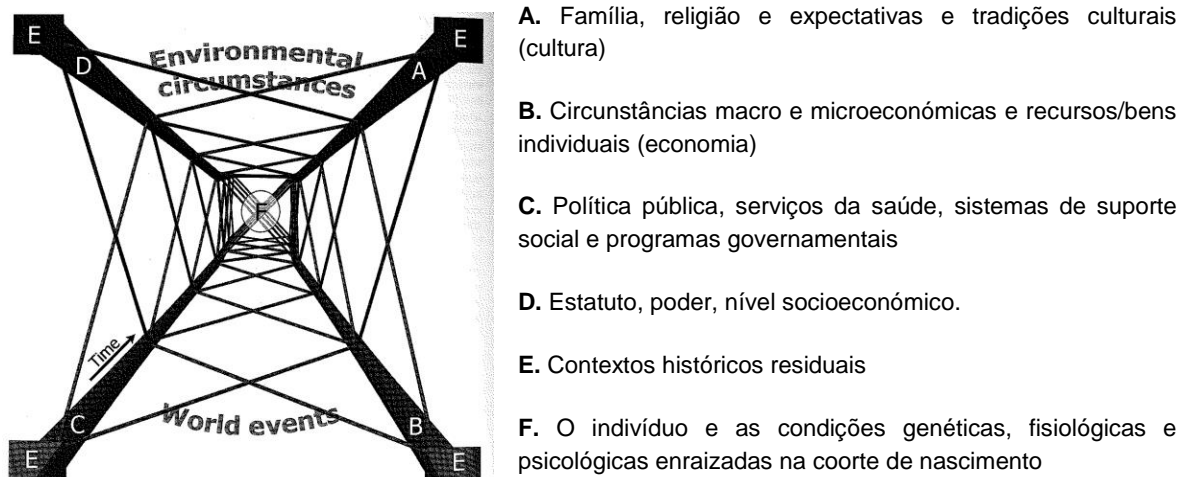 E
E
D
A
Environmental
circumstances
F
Time
World events
C
B
E
E
A. Família, religião e expectativas e tradições culturais
(cultura)
B. Circunstâncias macro e microeconómicas e recursos/bens
individuais (economia)
C. Política pública, serviços da saúde, sistemas de suporte
social e programas governamentais
D. Estatuto, poder, nível socioeconómico.
E. Contextos históricos residuais
F. O indivíduo e as condições genéticas, fisiológicas e
psicológicas enraizadas na coorte de nascimento